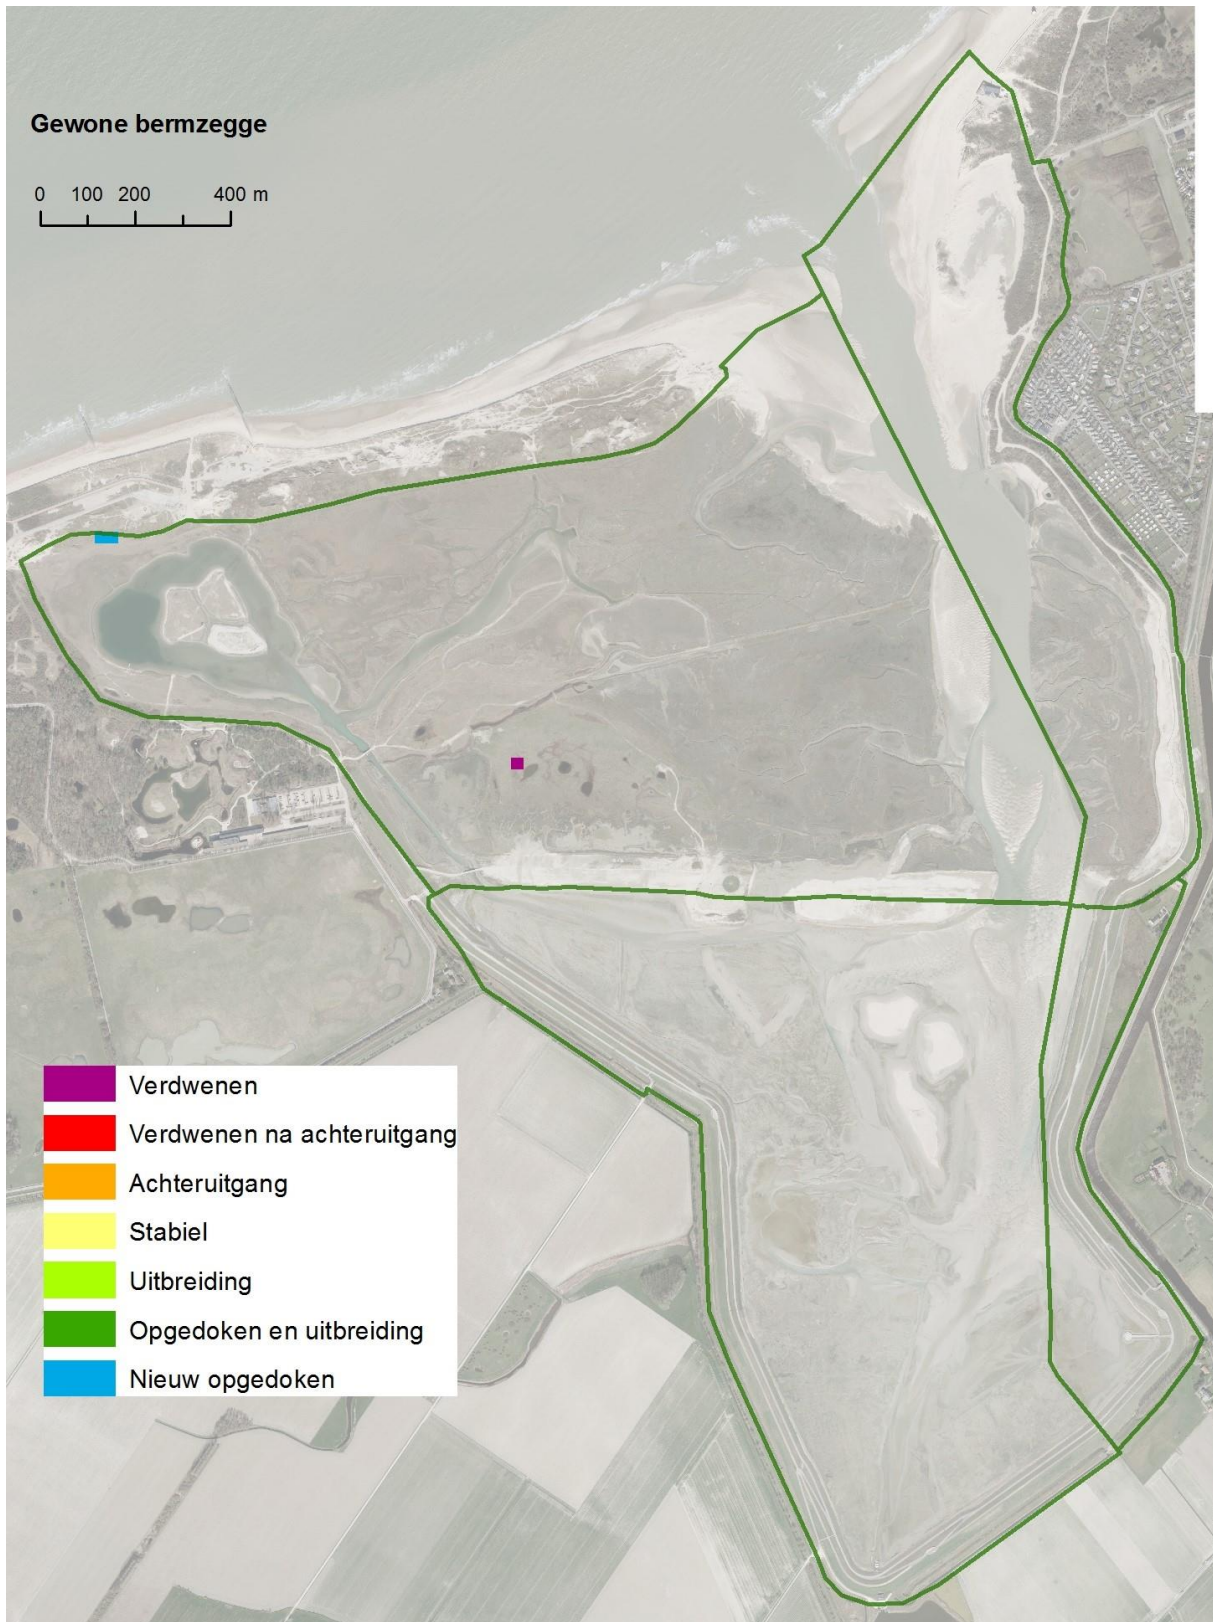 Gewone bermzegge
0 100 200 400 m
Verdwenen
Verdwenen na achteruitgang
Achteruitgang
Stabiel
Uitbreiding
Opgedoken en uitbreiding
Nieuw opgedoken